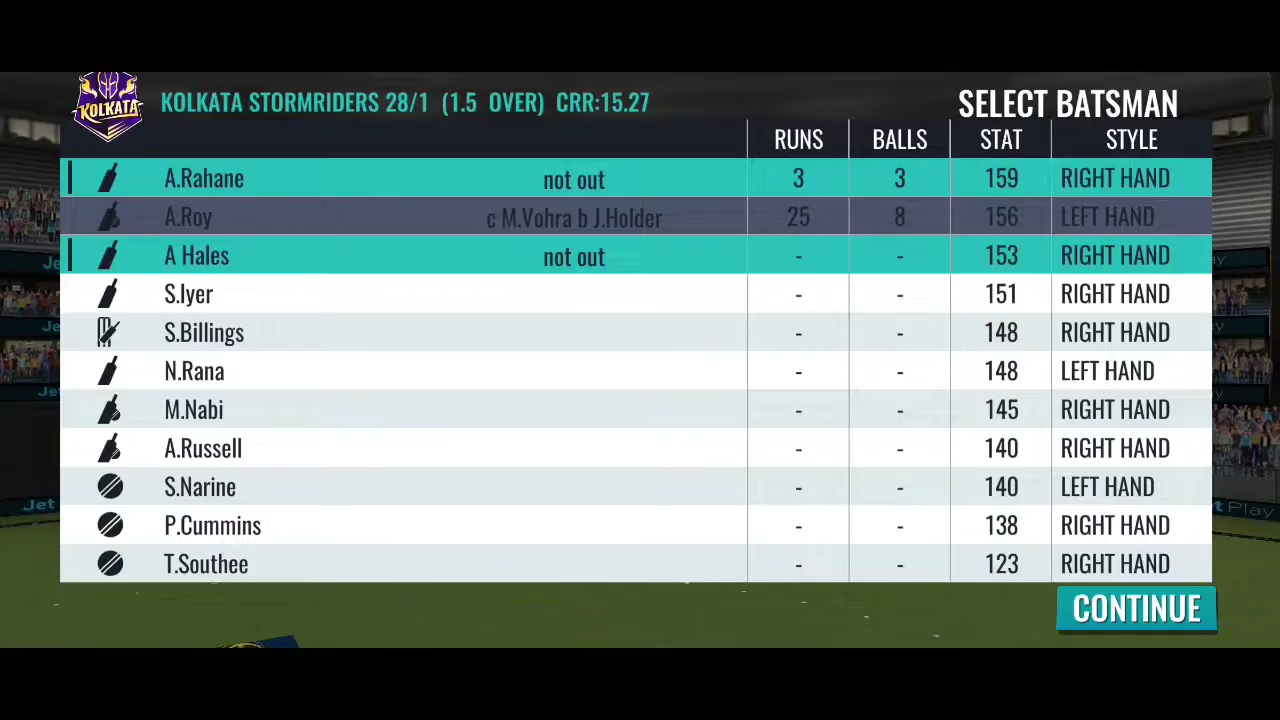 KOLKATA
KOLKATA STORMRIDERS 28/1 (1.5 OVER) CRR:15.27
SELECT BATSMAN
RUNS BALLS STAT STYLE
A.Rahane not out 3 3 159 RIGHT HAND
A.Roy c M.Vohra b J.Holder 25 8 156 LEFT HAND
A Hales not out - - 153 RIGHT HAND
S.Iyer - - 151 RIGHT HAND
S.Billings - - 148 RIGHT HAND
N.Rana - - 148 LEFT HAND
M.Nabi - - 145 RIGHT HAND
A.Russell - - 140 RIGHT HAND
S.Narine - - 140 LEFT HAND
P.Cummins - - 138 RIGHT HAND
T.Southee - - 123 RIGHT HAND
Jet
t Play
CONTINUE